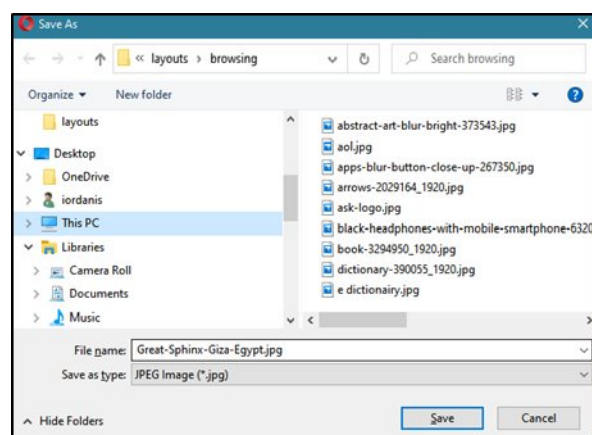 Save As
« layouts › browsing
Search browsing
Organize
New folder
layouts
Desktop
OneDrive
iordanis
This PC
Libraries
Camera Roll
Documents
Music
abstract-art-blur-bright-373543.jpg
aol.jpg
apps-blur-button-close-up-267350.jpg
arrows-2029164_1920.jpg
ask-logo.jpg
black-headphones-with-mobile-smartphone-6320
book-3294950_1920.jpg
dictionary-390055_1920.jpg
e dictionairy.jpg
File name: Great-Sphinx-Giza-Egypt.jpg
Save as type: JPEG Image (*.jpg)
Hide Folders
Save
Cancel